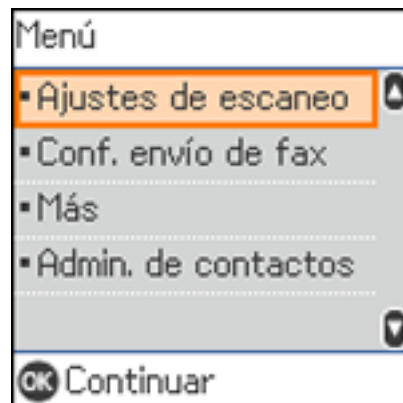 Menú
▪Ajustes de escaneo
▪Conf. envío de fax
▪Más
▪Admin. de contactos
OK Continuar